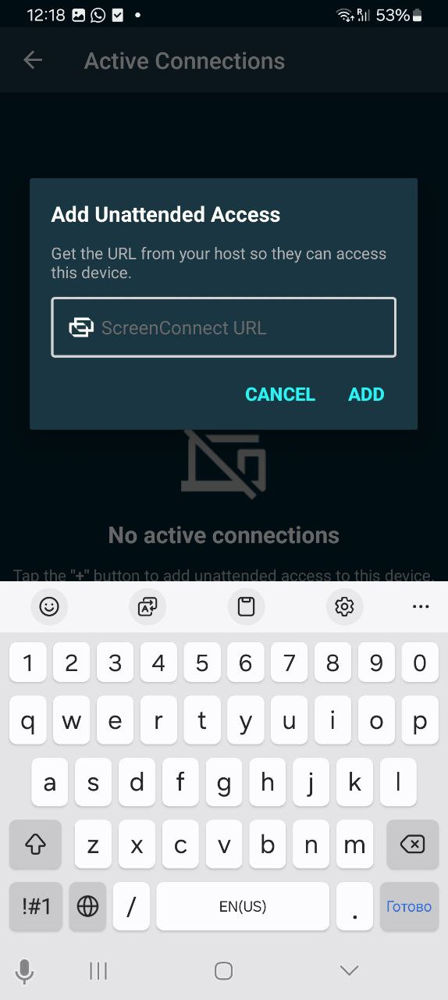 12:18 R 53%
Active Connections
Add Unattended Access
Get the URL from your host so they can access
this device.
ScreenConnect URL
CANCEL ADD
No active connections
Tap the "+" button to add unattended access to this device.
1 2 3 4 5 6 7 8 9 0
q w e r t y u i o p
a s d f g h j k l
z x c v b n m
!#1 / EN(US) . Готово